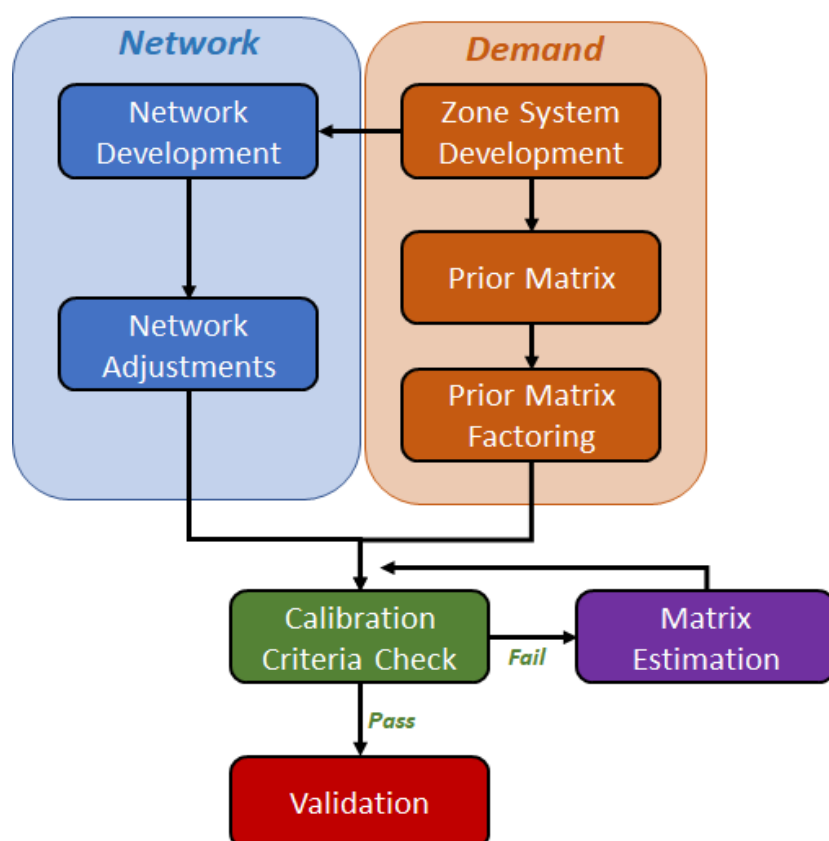 Network
Demand
Network
Development
Zone System
Development
Prior Matrix
Network
Adjustments
Prior Matrix
Factoring
Calibration
Criteria Check
Fail
Matrix
Estimation
Pass
Validation